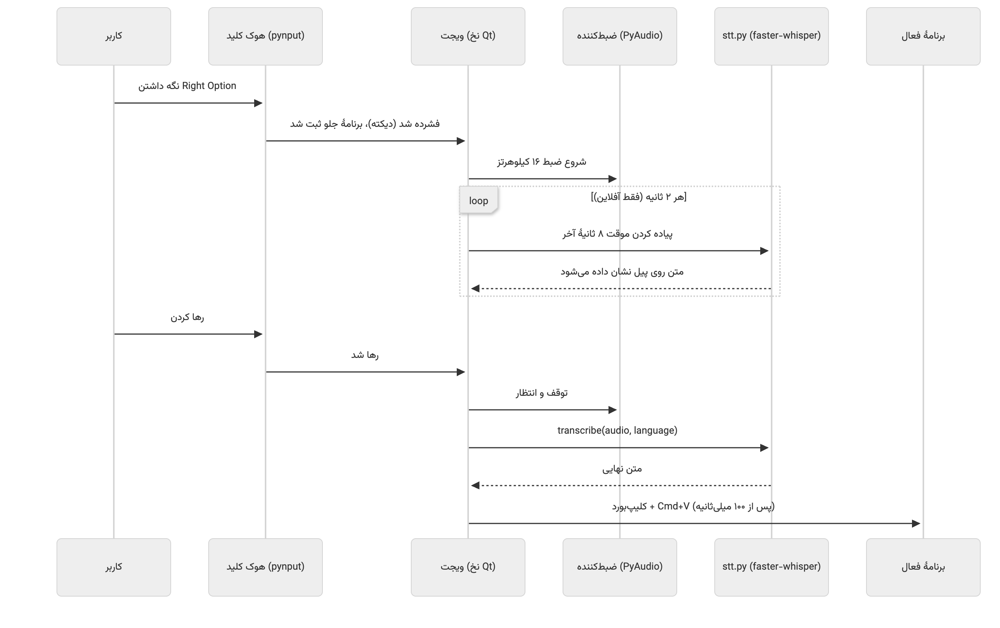 کاربر
هوک کلید (pynput)
ویجت (نخ Qt)
ضبط‌کننده (PyAudio)
stt.py (faster-whisper)
برنامهٔ فعال
نگه داشتن Right Option
فشرده شد (دیکته)، برنامهٔ جلو ثبت شد
شروع ضبط ۱۶ کیلوهرتز
loop
[هر ۲ ثانیه (فقط آفلاین)]
پیاده کردن موقت ۸ ثانیهٔ آخر
متن روی پیل نشان داده می‌شود
رها کردن
رها شد
توقف و انتظار
transcribe(audio, language)
متن نهایی
کلیپ‌بورد + Cmd+V (پس از ۱۰۰ میلی‌ثانیه)
کاربر
هوک کلید (pynput)
ویجت (نخ Qt)
ضبط‌کننده (PyAudio)
stt.py (faster-whisper)
برنامهٔ فعال